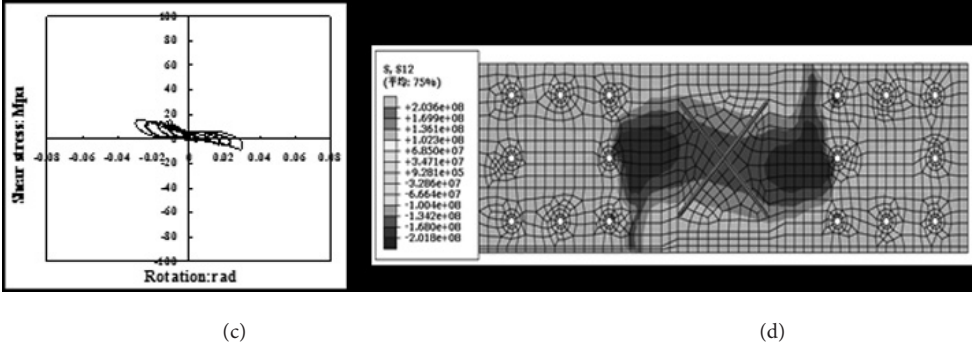 100
80
60
40
20
0
-0.08 -0.06 -0.04 -0.02 0 0.02 0.04 0.06 0.08
-20
-40
-60
-80
-100
Shear stress: Mpa
Rotation:rad
S, S12
(平均: 75%)
+2.036e+08
+1.699e+08
+1.361e+08
+1.023e+08
+6.850e+07
+3.471e+07
+9.281e+05
-3.286e+07
-6.664e+07
-1.004e+08
-1.342e+08
-1.680e+08
-2.018e+08
(c)
(d)